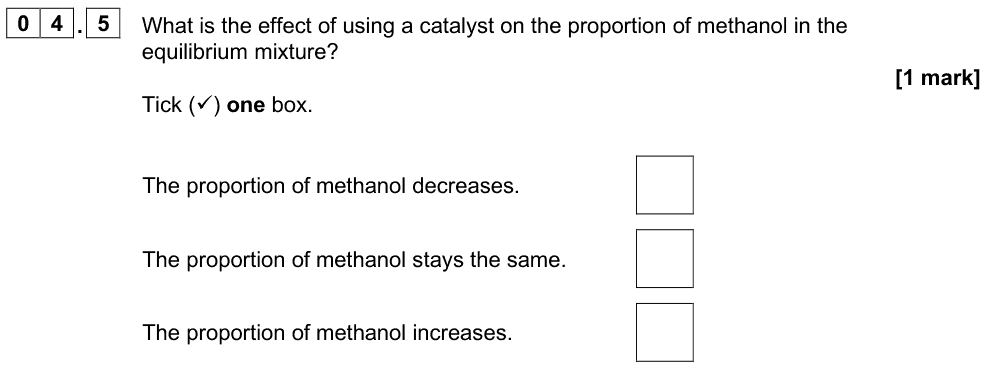 0 4 . 5 What is the effect of using a catalyst on the proportion of methanol in the
equilibrium mixture?
[1 mark]
Tick (✓) one box.
The proportion of methanol decreases.
The proportion of methanol stays the same.
The proportion of methanol increases.